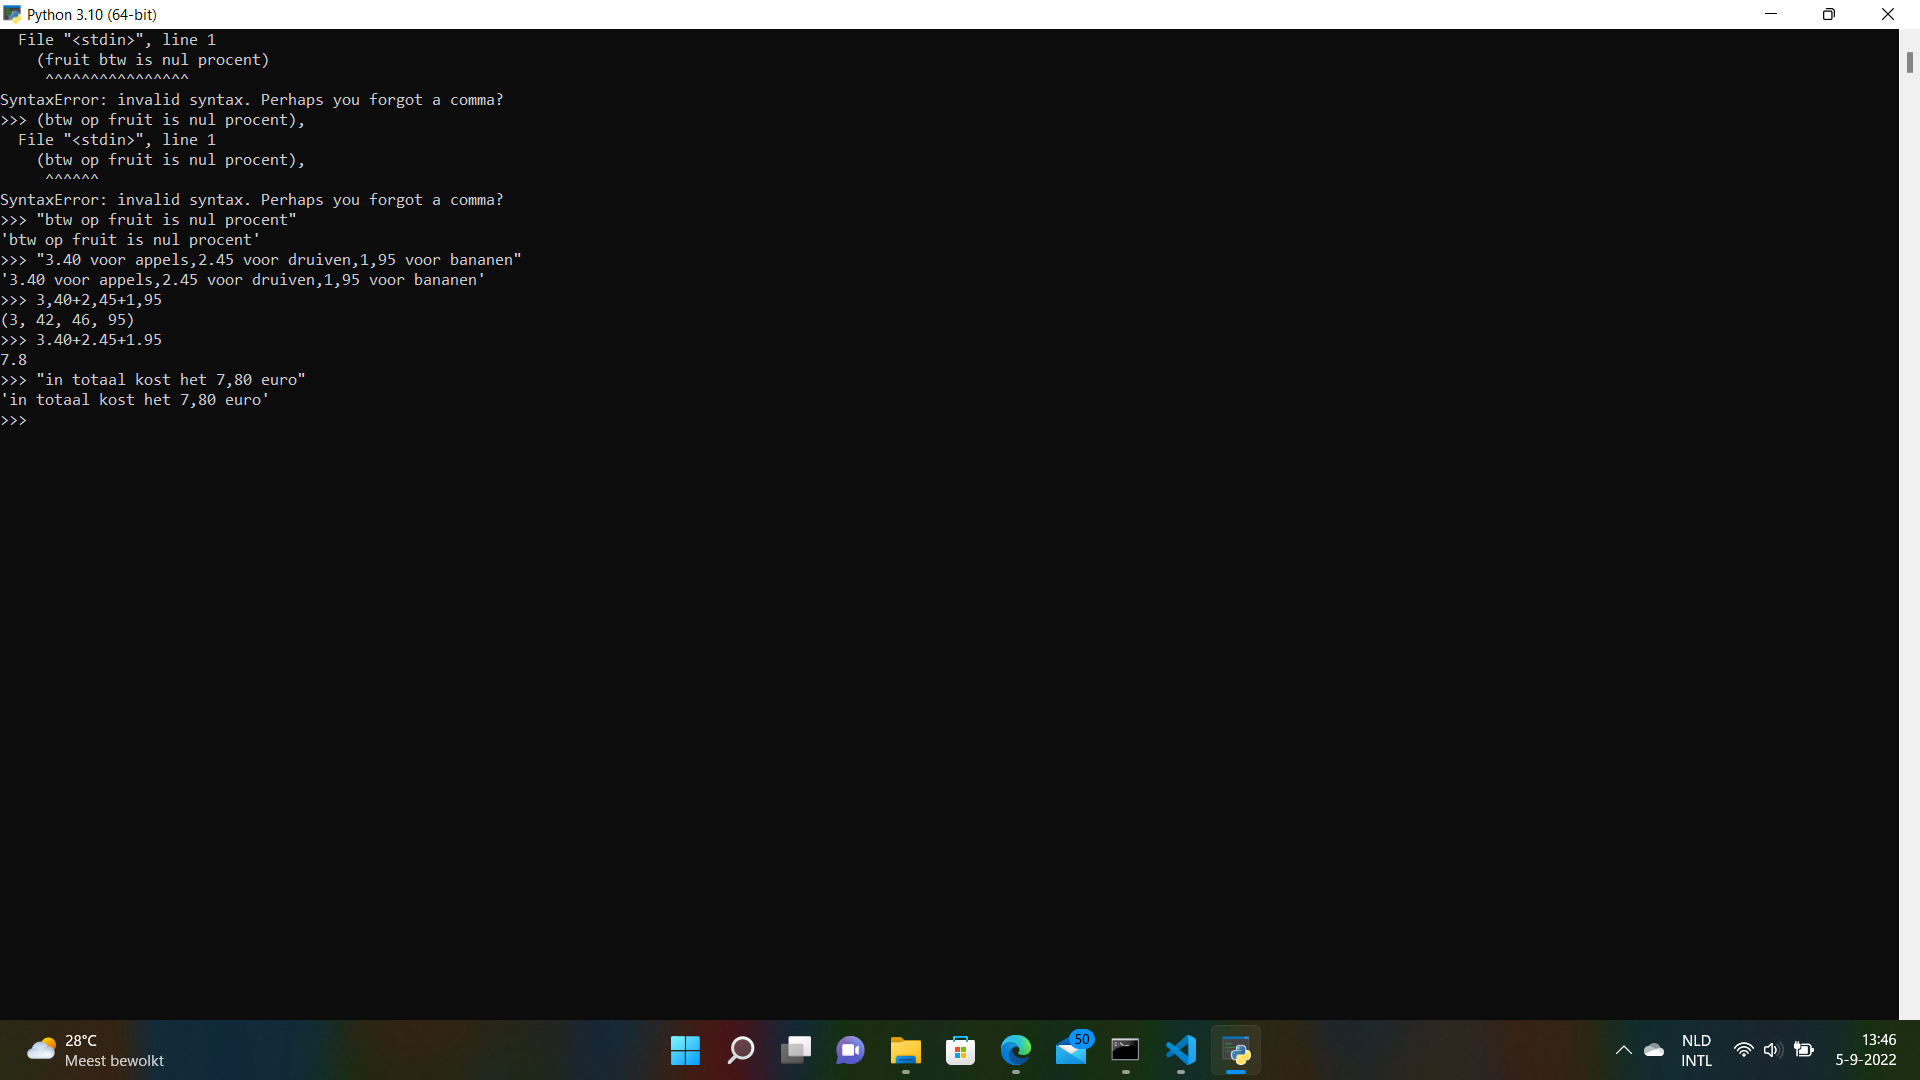 Python 3.10 (64-bit)
  File "<stdin>", line 1
    (fruit btw is nul procent)
     ^^^^^^^^^^^^^^^^
SyntaxError: invalid syntax. Perhaps you forgot a comma?
>>> (btw op fruit is nul procent),
  File "<stdin>", line 1
    (btw op fruit is nul procent),
     ^^^^^^
SyntaxError: invalid syntax. Perhaps you forgot a comma?
>>> "btw op fruit is nul procent"
'btw op fruit is nul procent'
>>> "3.40 voor appels,2.45 voor druiven,1,95 voor bananen"
'3.40 voor appels,2.45 voor druiven,1,95 voor bananen'
>>> 3,40+2,45+1,95
(3, 42, 46, 95)
>>> 3.40+2.45+1.95
7.8
>>> "in totaal kost het 7,80 euro"
'in totaal kost het 7,80 euro'
>>>
28°C
Meest bewolkt
50
NLD
INTL
13:46
5-9-2022